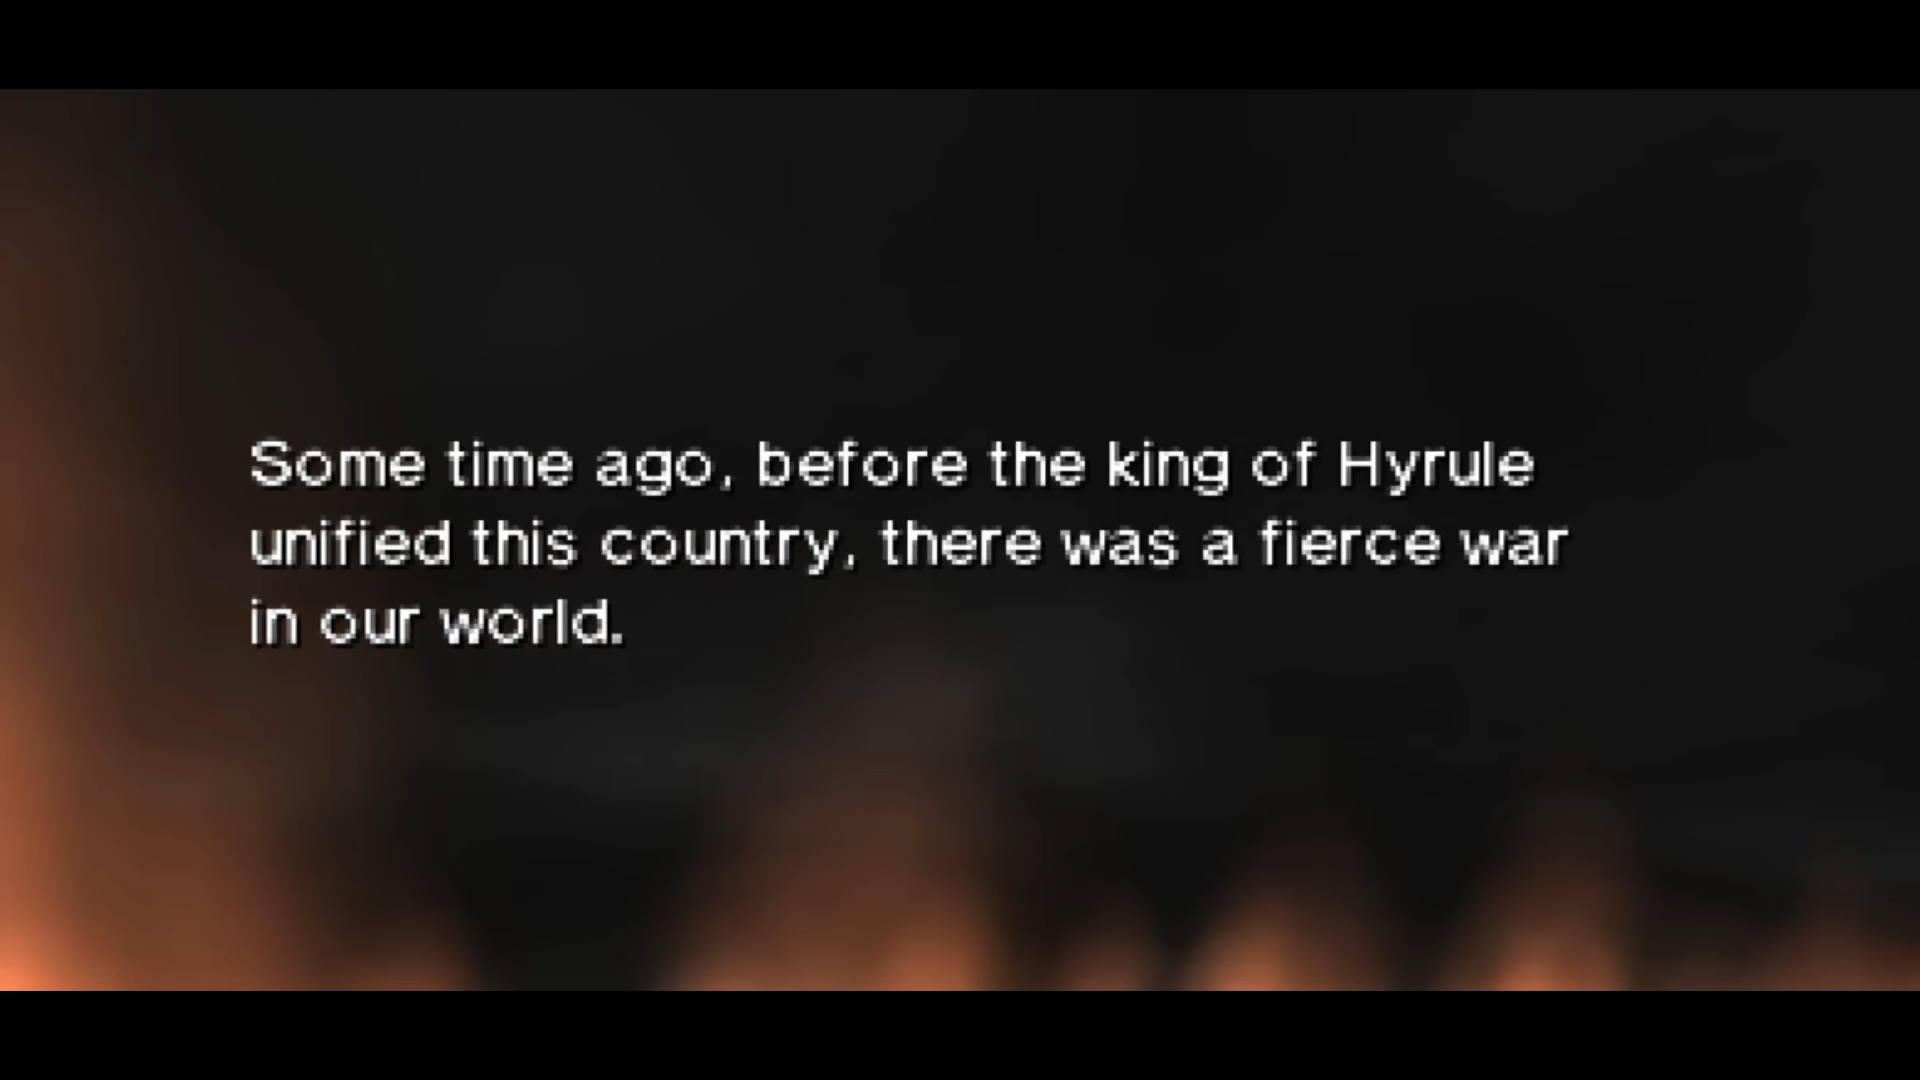 Some time ago, before the king of Hyrule
unified this country, there was a fierce war
in our world.